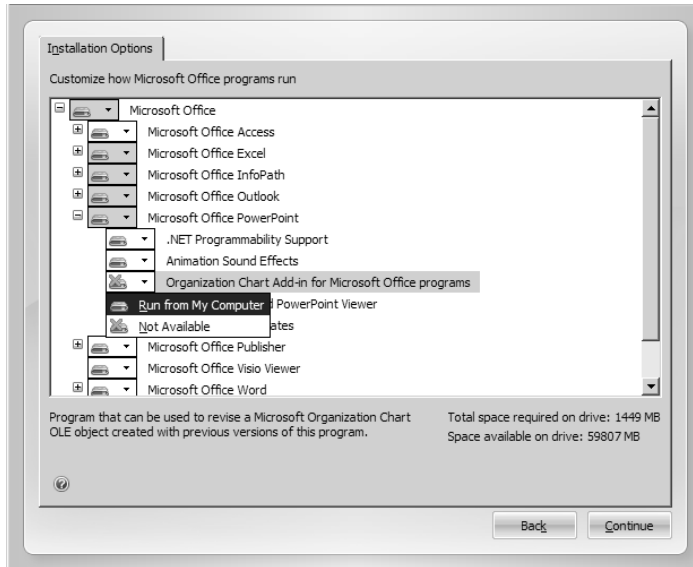 Installation Options
Customize how Microsoft Office programs run
Microsoft Office
Microsoft Office Access
Microsoft Office Excel
Microsoft Office InfoPath
Microsoft Office Outlook
Microsoft Office PowerPoint
.NET Programmability Support
Animation Sound Effects
Organization Chart Add-in for Microsoft Office programs
Run from My Computer PowerPoint Viewer
Not Available ates
Microsoft Office Publisher
Microsoft Office Visio Viewer
Microsoft Office Word
Program that can be used to revise a Microsoft Organization Chart
OLE object created with previous versions of this program.
Total space required on drive: 1449 MB
Space available on drive: 59807 MB
Back
Continue